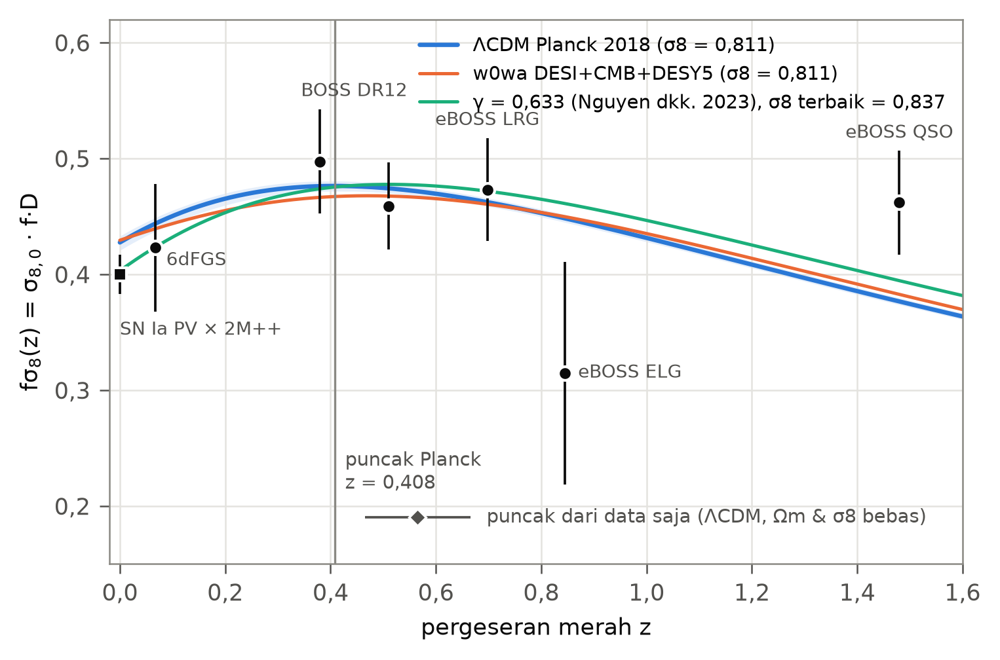 ΛCDM Planck 2018 (σ8 = 0,811)
w0wa DESI+CMB+DESY5 (σ8 = 0,811)
γ = 0,633 (Nguyen dkk. 2023), σ8 terbaik = 0,837
BOSS DR12
eBOSS LRG
eBOSS QSO
6dFGS
SN Ia PV × 2M++
eBOSS ELG
puncak Planck
z = 0,408
puncak dari data saja (ΛCDM, Ωm & σ8 bebas)
fσ₈(z) = σ₈,₀ · f·D
0,6
0,5
0,4
0,3
0,2
0,0 0,2 0,4 0,6 0,8 1,0 1,2 1,4 1,6
pergeseran merah z